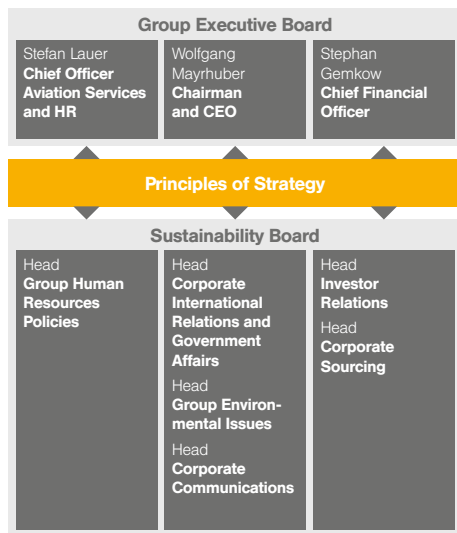 Group Executive Board
Stefan Lauer
Chief Officer
Aviation Services
and HR
Wolfgang
Mayrhuber
Chairman
and CEO
Stephan
Gemkow
Chief Financial
Officer
Principles of Strategy
Sustainability Board
Head
Group Human
Resources
Policies
Head
Corporate
International
Relations and
Government
Affairs
Head
Group Environ-
mental Issues
Head
Corporate
Communications
Head
Investor
Relations
Head
Corporate
Sourcing